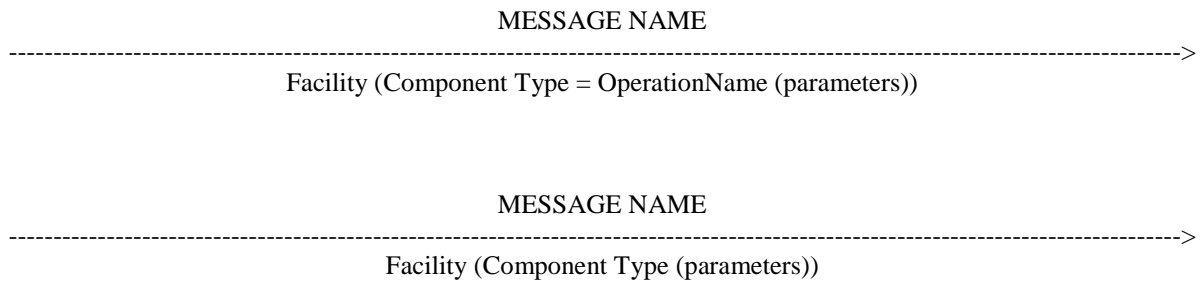 MESSAGE NAME
------------------------------------------------------------------------------------------------------------------------------------>
Facility (Component Type = OperationName (parameters))
MESSAGE NAME
------------------------------------------------------------------------------------------------------------------------------------>
Facility (Component Type (parameters))